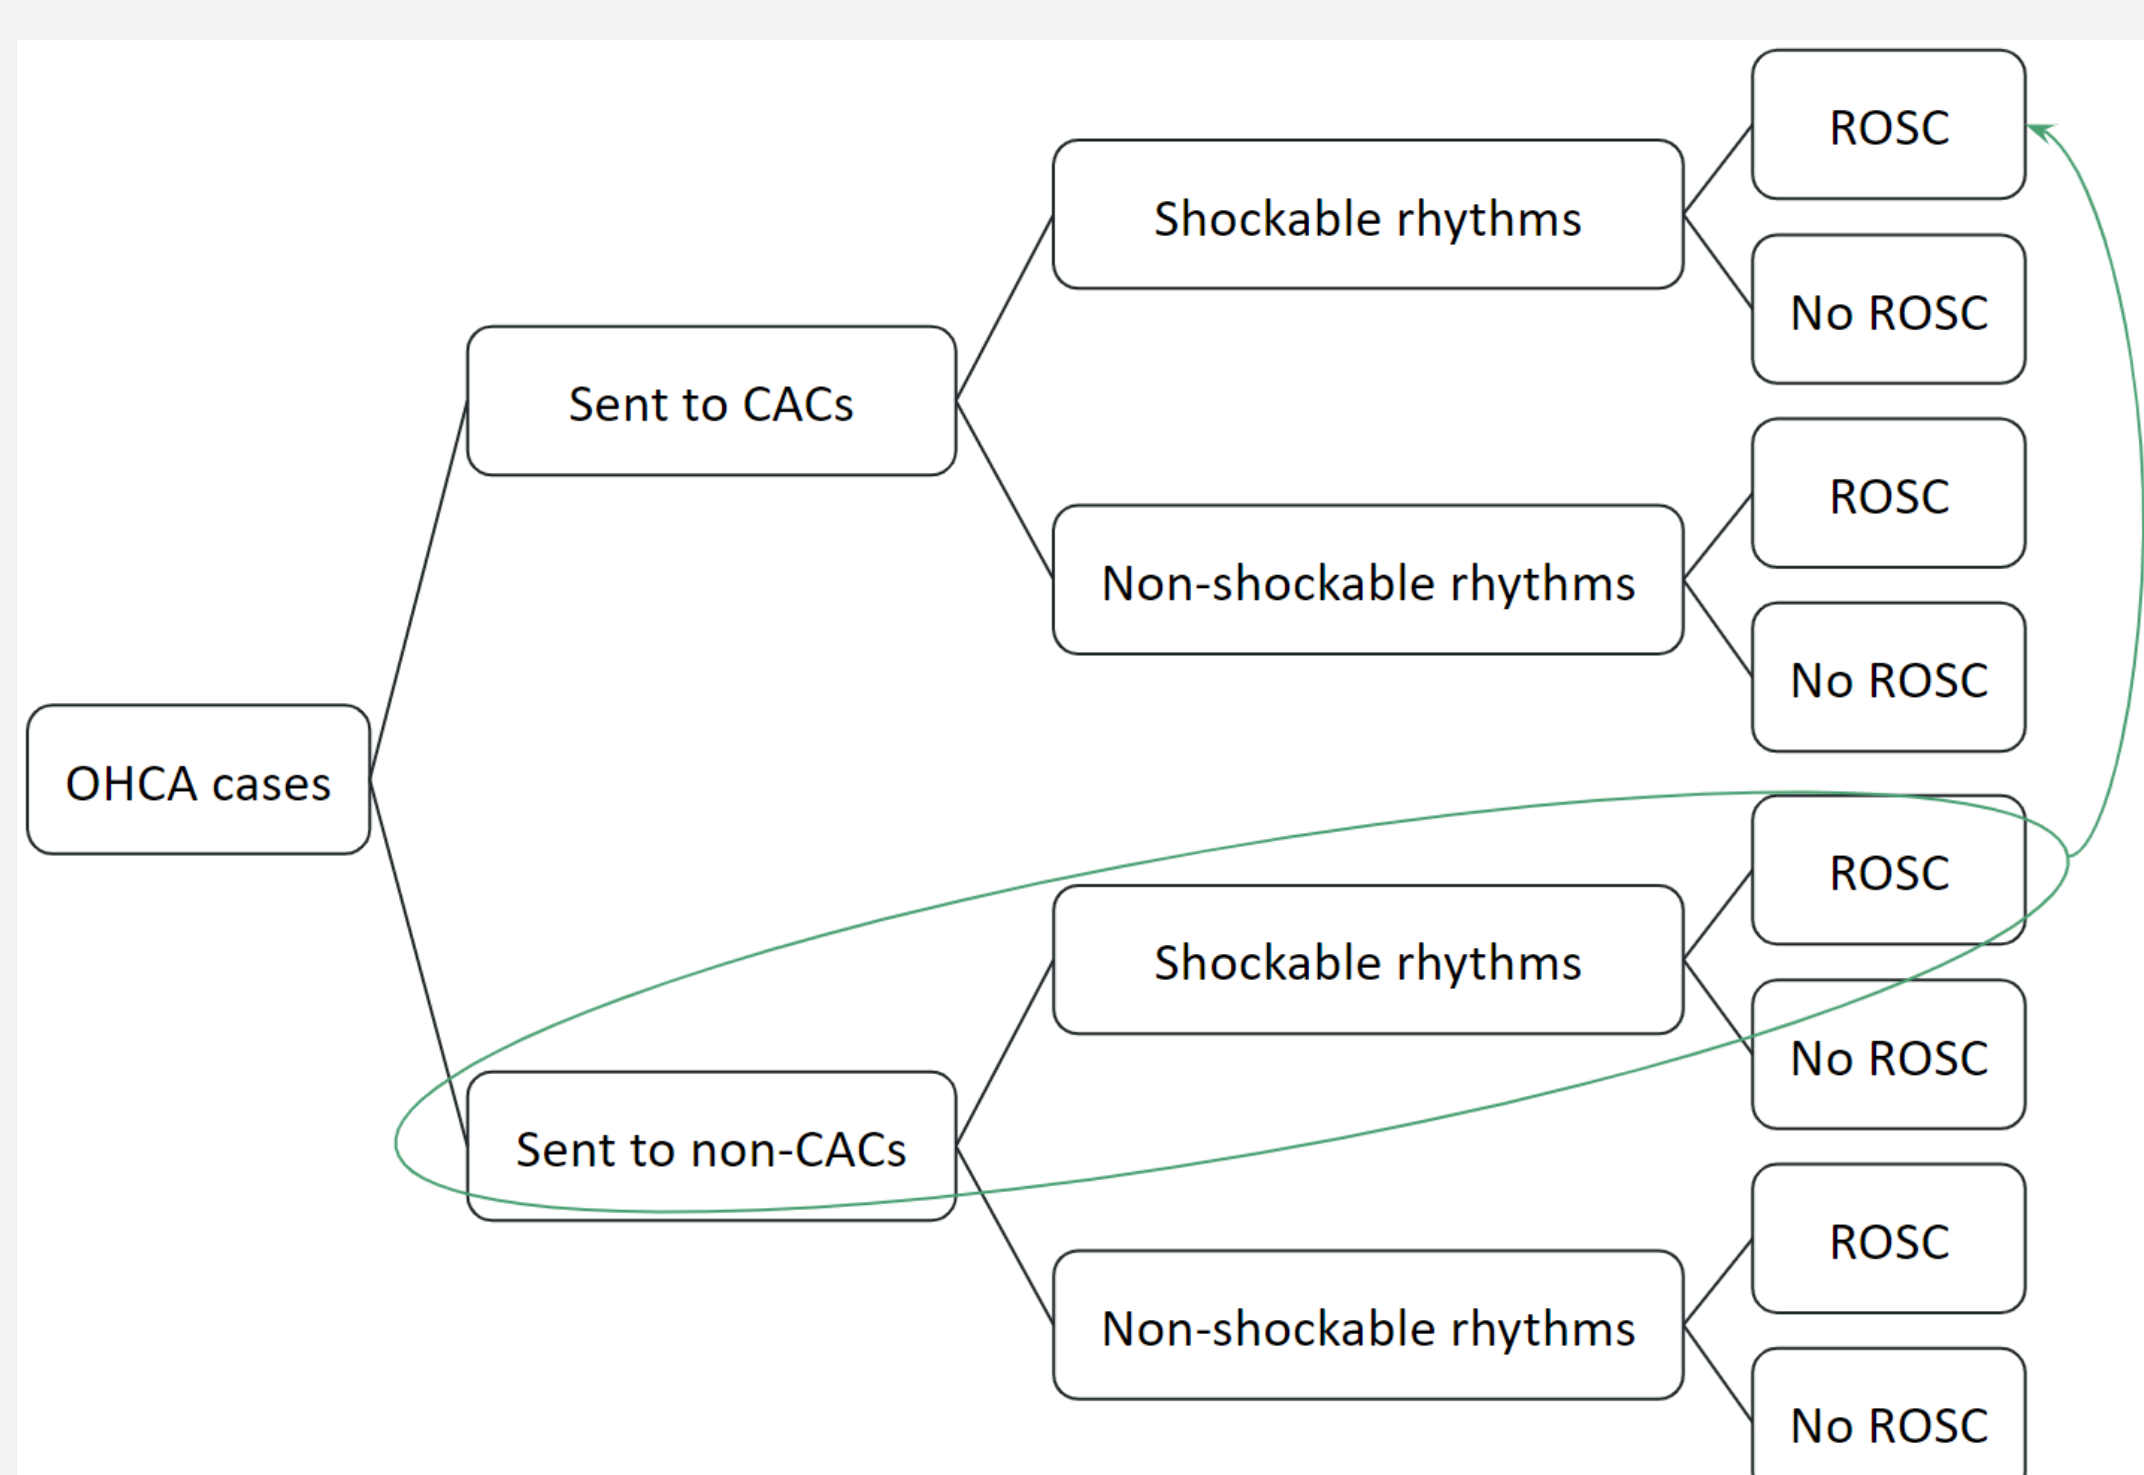 ROSC
Shockable rhythms
No ROSC
Sent to CACs
ROSC
Non-shockable rhythms
No ROSC
OHCA cases
ROSC
Shockable rhythms
No ROSC
Sent to non-CACs
ROSC
Non-shockable rhythms
No ROSC